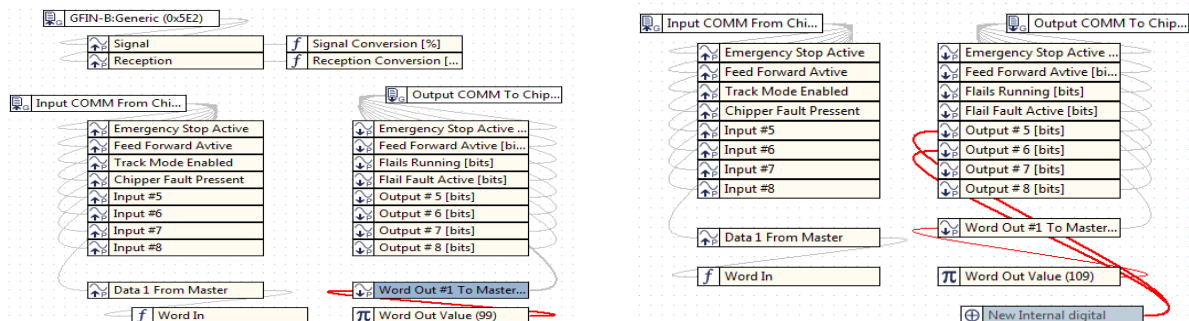 GFIN-B:Generic (0x5E2)
Signal
f Signal Conversion [%]
Reception
f Reception Conversion [...
Input COMM From Chi...
Output COMM To Chip...
Emergency Stop Active
Feed Forward Avtive
Track Mode Enabled
Chipper Fault Pressent
Input #5
Input #6
Input #7
Input #8
Emergency Stop Active ...
Feed Forward Avtive [bi...
Flails Running [bits]
Flail Fault Active [bits]
Output # 5 [bits]
Output # 6 [bits]
Output # 7 [bits]
Output # 8 [bits]
Data 1 From Master
Word Out #1 To Master...
f Word In
π Word Out Value (99)
Input COMM From Chi...
Output COMM To Chip...
Emergency Stop Active
Feed Forward Avtive
Track Mode Enabled
Chipper Fault Pressent
Input #5
Input #6
Input #7
Input #8
Emergency Stop Active ...
Feed Forward Avtive [bi...
Flails Running [bits]
Flail Fault Active [bits]
Output # 5 [bits]
Output # 6 [bits]
Output # 7 [bits]
Output # 8 [bits]
Data 1 From Master
Word Out #1 To Master...
f Word In
π Word Out Value (109)
New Internal digital